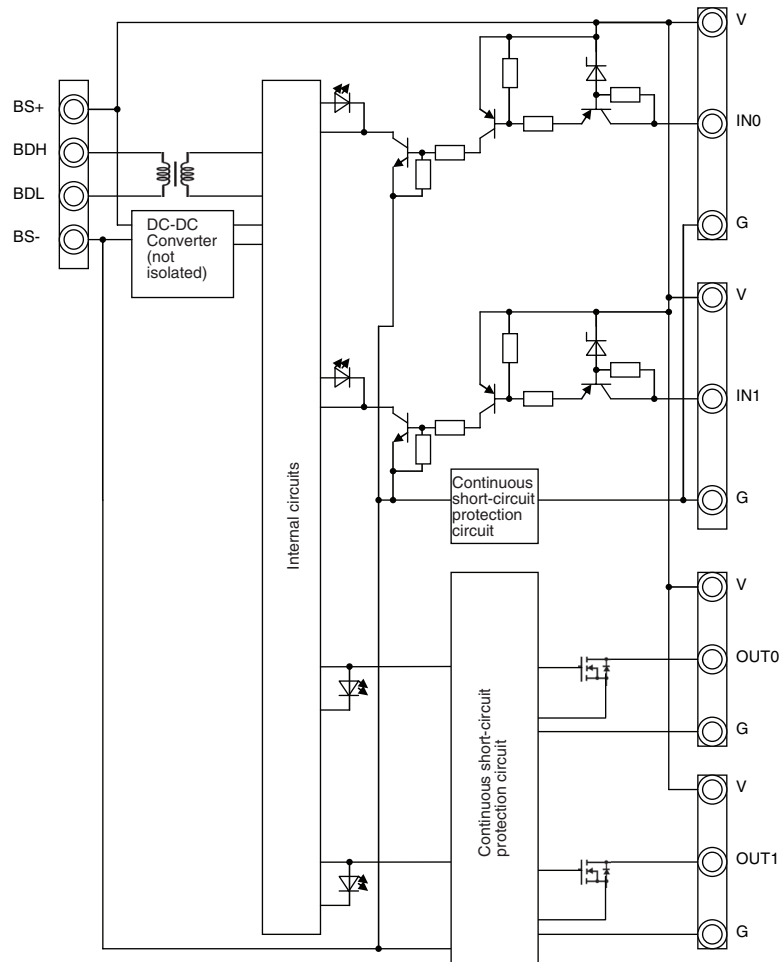 BS+
BDH
BDL
BS-
DC-DC
Converter
(not
isolated)
Internal circuits
V
IN0
G
V
IN1
G
Continuous
short-circuit
protection
circuit
Continuous short-circuit
protection circuit
V
OUT0
G
V
OUT1
G